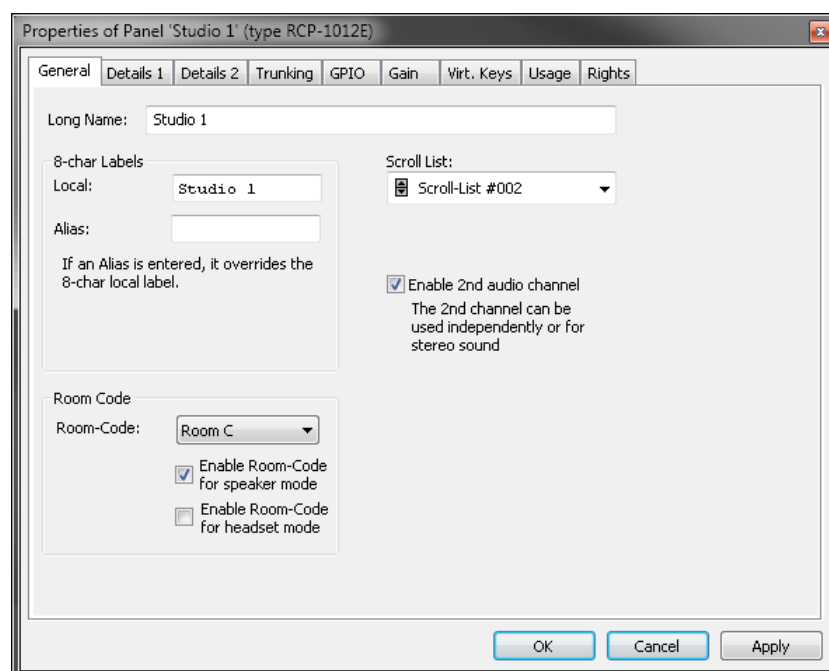 Properties of Panel 'Studio 1' (type RCP-1012E)
General Details 1 Details 2 Trunking GPIO Gain Virt. Keys Usage Rights
Long Name: Studio 1
8-char Labels
Local: Studio 1
Alias:
If an Alias is entered, it overrides the
8-char local label.
Scroll List:
Scroll-List #002
Enable 2nd audio channel
The 2nd channel can be
used independently or for
stereo sound
Room Code
Room-Code: Room C
Enable Room-Code
for speaker mode
Enable Room-Code
for headset mode
OK Cancel Apply